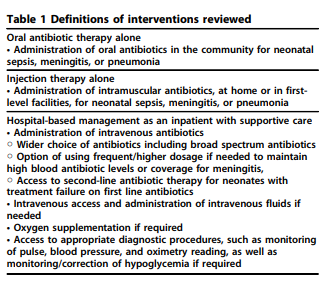 Table 1 Definitions of interventions reviewed
Oral antibiotic therapy alone
• Administration of oral antibiotics in the community for neonatal
sepsis, meningitis, or pneumonia
Injection therapy alone
• Administration of intramuscular antibiotics, at home or in first-
level facilities, for neonatal sepsis, meningitis, or pneumonia
Hospital-based management as an inpatient with supportive care
• Administration of intravenous antibiotics
○ Wider choice of antibiotics including broad spectrum antibiotics
○ Option of using frequent/higher dosage if needed to maintain
high blood antibiotic levels or coverage for meningitis,
○ Access to second-line antibiotic therapy for neonates with
treatment failure on first line antibiotics
• Intravenous access and administration of intravenous fluids if
needed
• Oxygen supplementation if required
• Access to appropriate diagnostic procedures, such as monitoring
of pulse, blood pressure, and oximetry reading, as well as
monitoring/correction of hypoglycemia if required